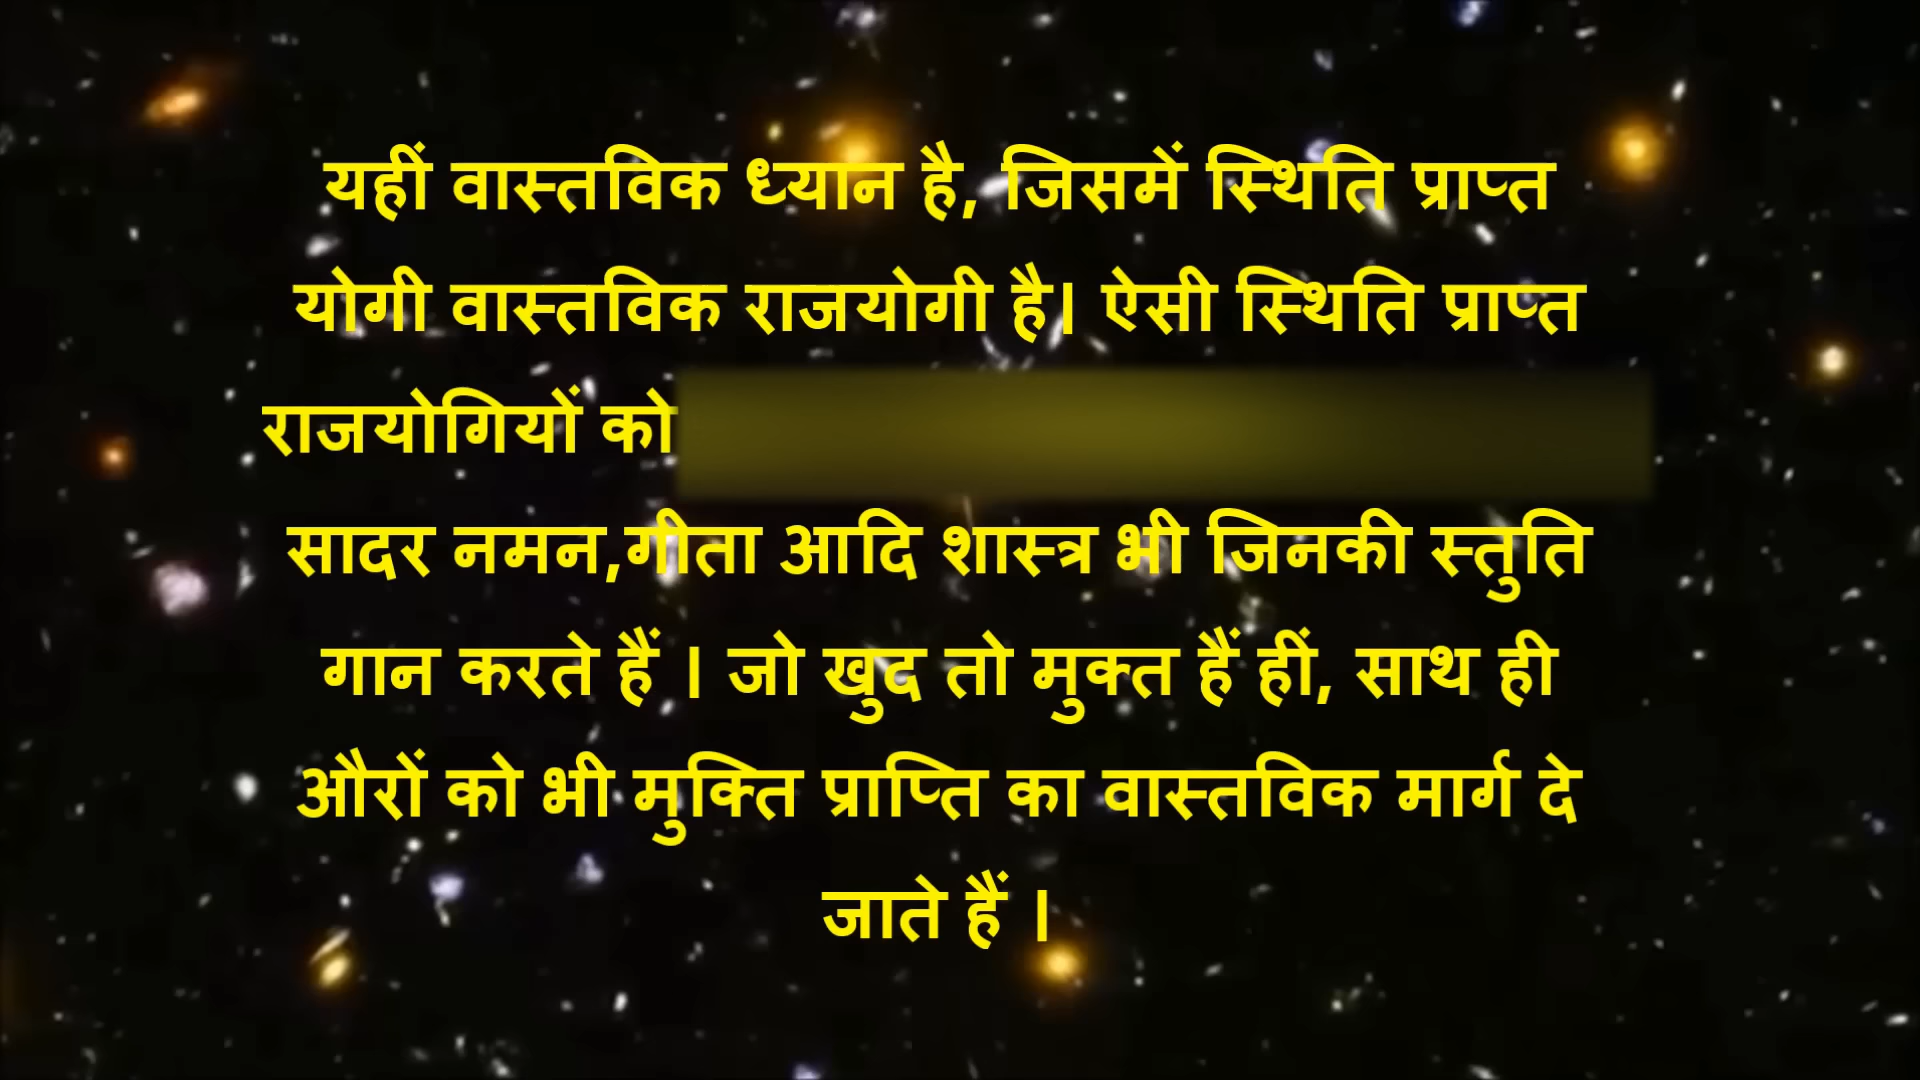 यहीं वास्तविक ध्यान है, जिसमें स्थिति प्राप्त
योगी वास्तविक राजयोगी है। ऐसी स्थिति प्राप्त
राजयोगियों को
सादर नमन,गीता आदि शास्त्र भी जिनकी स्तुति
गान करते हैं । जो खुद तो मुक्त हैं हीं, साथ ही
औरों को भी मुक्ति प्राप्ति का वास्तविक मार्ग दे
जाते हैं ।